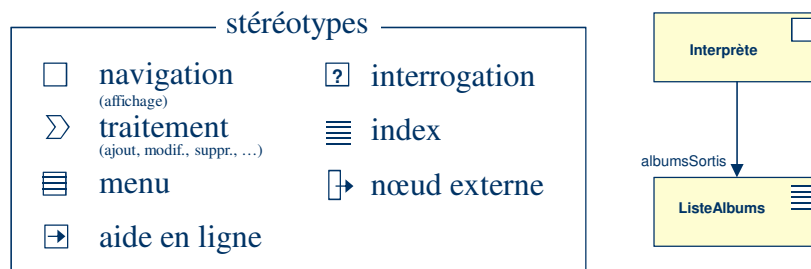 stéréotypes
navigation
(affichage)
traitement
(ajout, modif., suppr., …)
menu
aide en ligne
? interrogation
index
nœud externe
Interprète
albumsSortis
ListeAlbums